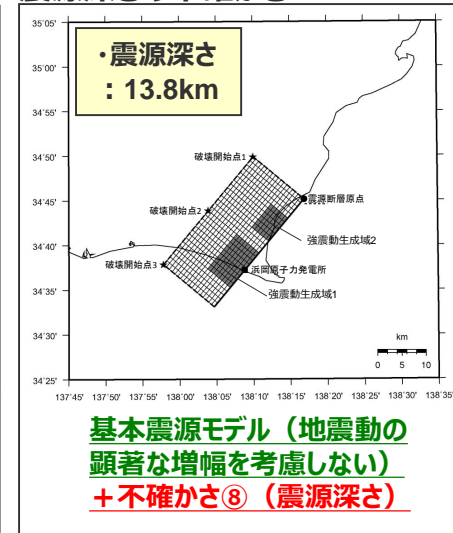 ・震源深さ
：13.8km
35˚05'
35˚00'
34˚55'
34˚50'
34˚45'
34˚40'
34˚35'
34˚30'
34˚25'
破壊開始点1
震源断層原点
破壊開始点2
強震動生成域2
破壊開始点3
浜岡原子力発電所
強震動生成域1
km
0 5 10
137˚45' 137˚50' 137˚55' 138˚00' 138˚05' 138˚10' 138˚15' 138˚20' 138˚25' 138˚30' 138˚35'
基本震源モデル（地震動の
顕著な増幅を考慮しない）
＋不確かさ⑧（震源深さ）